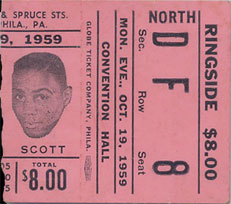 & SPRUCE STS.
PHILA., PA.
9, 1959
SCOTT
TOTAL
$8.00
GLOBE TICKET COMPANY, PHILA.
CONVENTION HALL
MON. EVE., OCT. 19, 1959
NORTH
Sec. D
Row F
Seat 8
RINGSIDE
$8.00